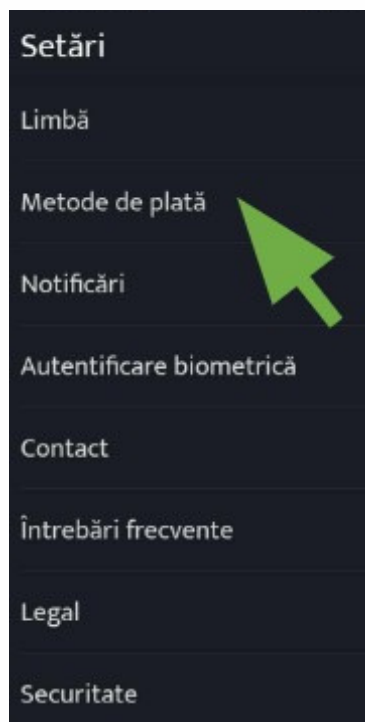 Setări
Limbă
Metode de plată
Notificări
Autentificare biometrică
Contact
Întrebări frecvente
Legal
Securitate